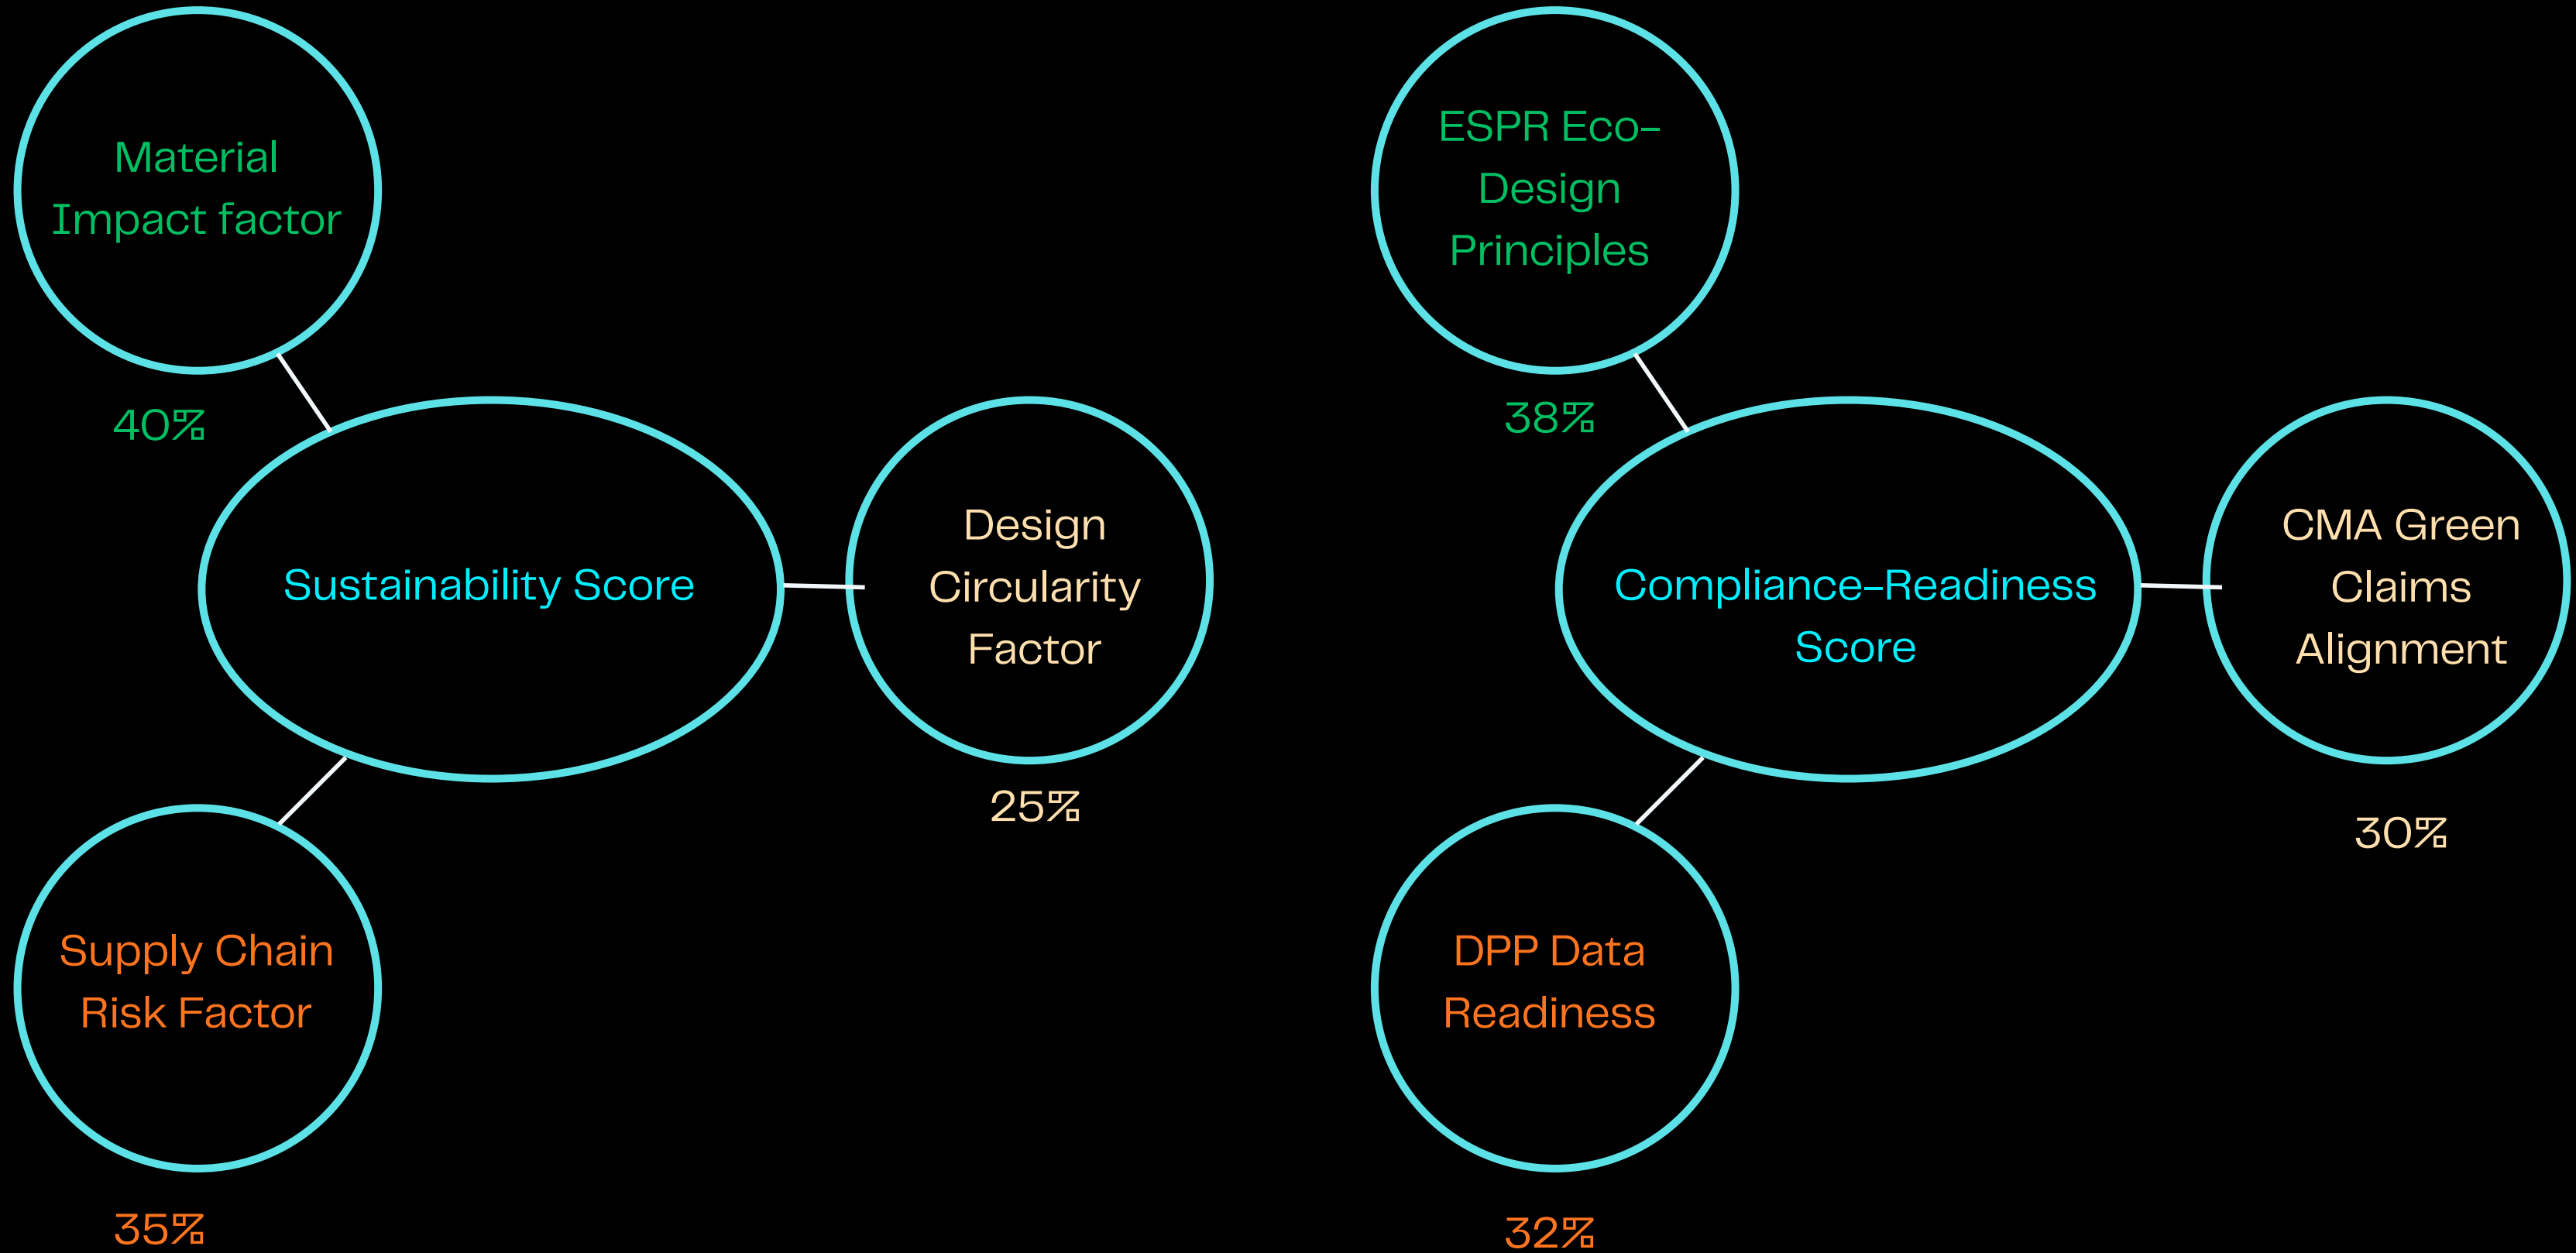 Material
Impact factor
40%
Sustainability Score
Design
Circularity
Factor
25%
Supply Chain
Risk Factor
35%
ESPR Eco-
Design
Principles
38%
Compliance-Readiness
Score
CMA Green
Claims
Alignment
30%
DPP Data
Readiness
32%